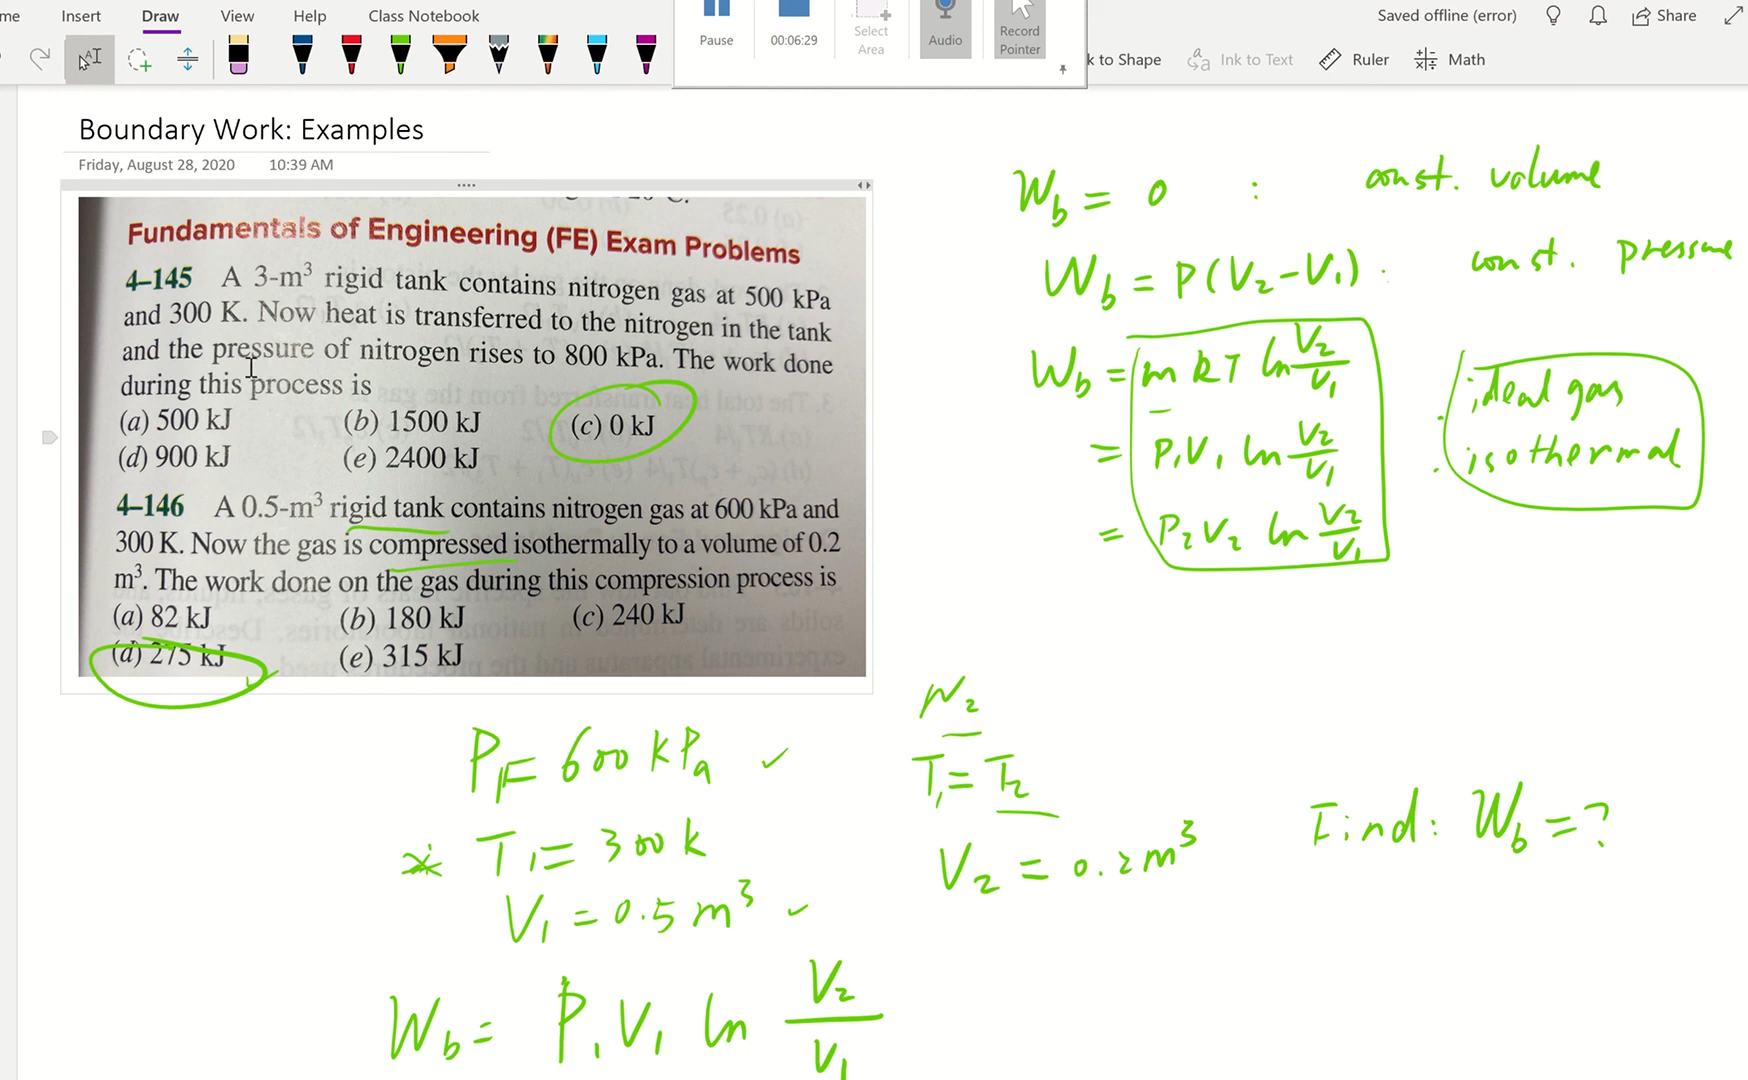 Insert Draw View Help Class Notebook
Pause
00:06:29
Select Area
Audio
Record Pointer
Saved offline (error)
Share
k to Shape
Ink to Text
Ruler
Math
Boundary Work: Examples
Friday, August 28, 2020 10:39 AM
Fundamentals of Engineering (FE) Exam Problems
4–145 A 3-m³ rigid tank contains nitrogen gas at 500 kPa
and 300 K. Now heat is transferred to the nitrogen in the tank
and the pressure of nitrogen rises to 800 kPa. The work done
during this process is
(a) 500 kJ (b) 1500 kJ (c) 0 kJ
(d) 900 kJ (e) 2400 kJ
4–146 A 0.5-m³ rigid tank contains nitrogen gas at 600 kPa and
300 K. Now the gas is compressed isothermally to a volume of 0.2
m³. The work done on the gas during this compression process is
(a) 82 kJ (b) 180 kJ (c) 240 kJ
(d) 275 kJ (e) 315 kJ
W_b = 0 : const. volume
W_b = P(V₂-V₁) : const. pressure
W_b = m R T ln V₂/V₁
= P₁V₁ ln V₂/V₁
= P₂V₂ ln V₂/V₁
ideal gas
isothermal
P₁ = 600 kPa
T₁ = 300 k
V₁ = 0.5 m³
N₂
T₁ = T₂
V₂ = 0.2 m³
Find: W_b = ?
W_b = P₁V₁ ln V₂/V₁